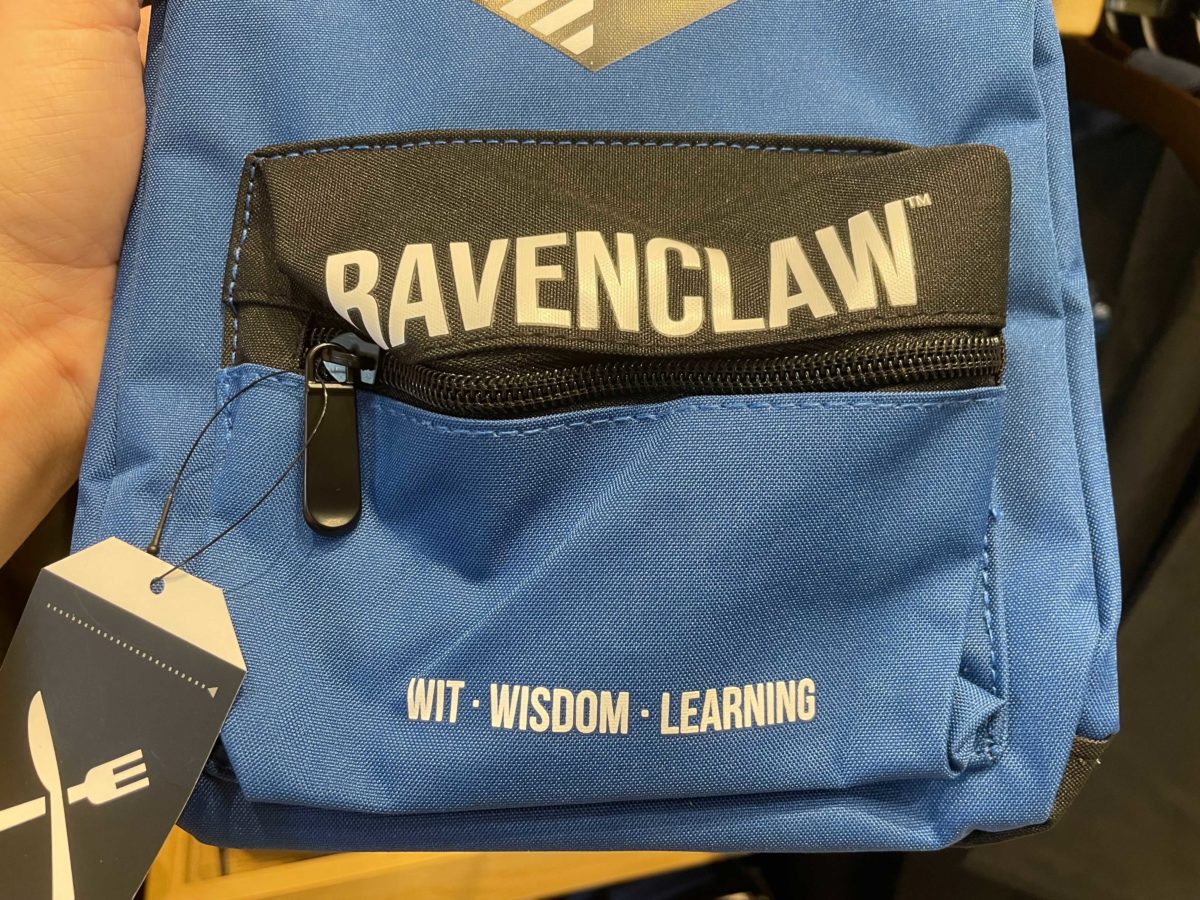 RAVENCLAW™
WIT · WISDOM · LEARNING